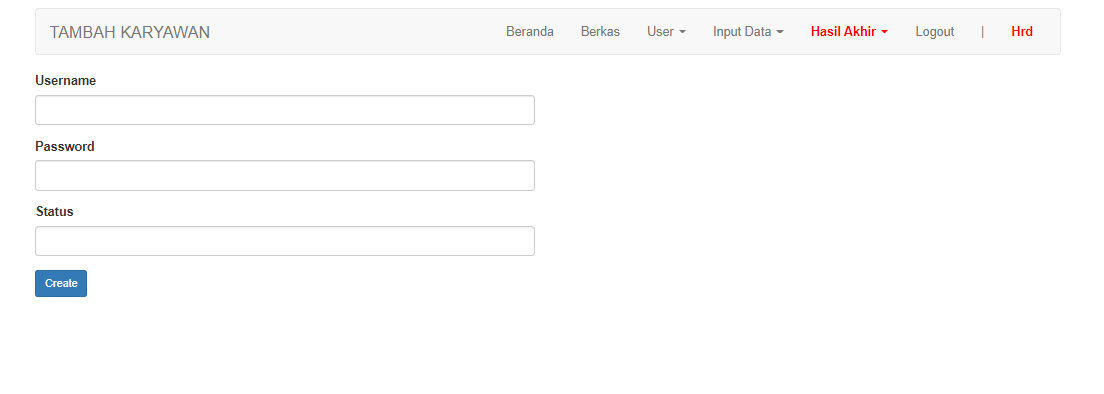 TAMBAH KARYAWAN Beranda Berkas User Input Data Hasil Akhir Logout | Hrd
Username
Password
Status
Create